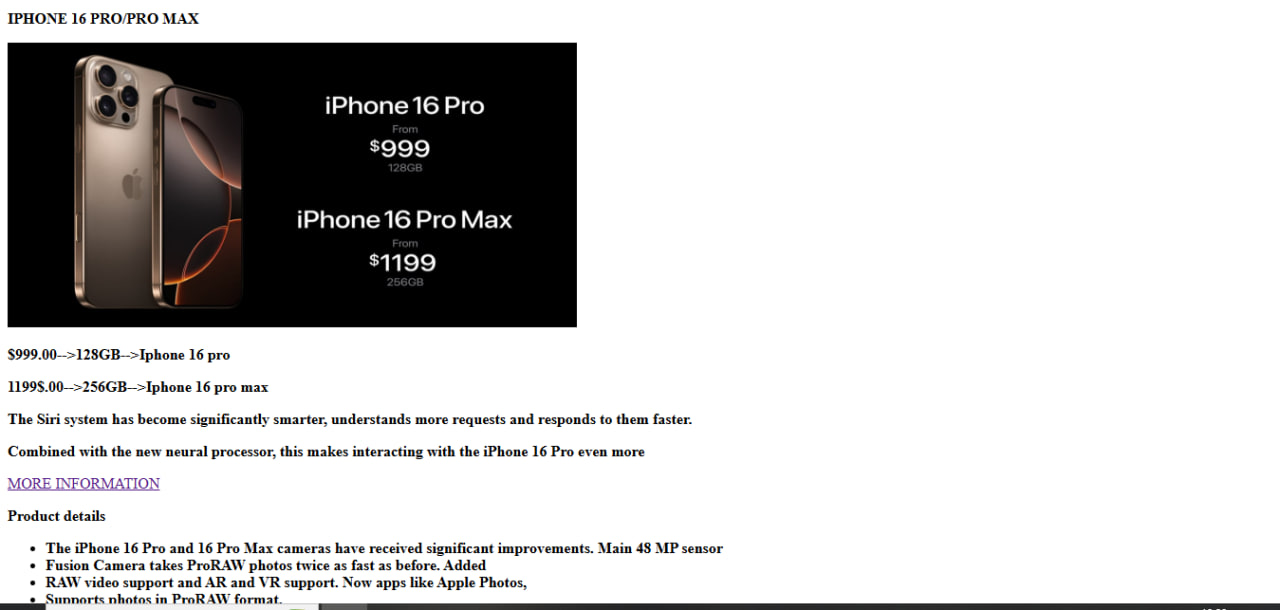 IPHONE 16 PRO/PRO MAX
iPhone 16 Pro
From
$999
128GB
iPhone 16 Pro Max
From
$1199
256GB
$999.00-->128GB-->Iphone 16 pro
1199$.00-->256GB-->Iphone 16 pro max
The Siri system has become significantly smarter, understands more requests and responds to them faster.
Combined with the new neural processor, this makes interacting with the iPhone 16 Pro even more
MORE INFORMATION
Product details
• The iPhone 16 Pro and 16 Pro Max cameras have received significant improvements. Main 48 MP sensor
• Fusion Camera takes ProRAW photos twice as fast as before. Added
• RAW video support and AR and VR support. Now apps like Apple Photos,
• Supports photos in ProRAW format.